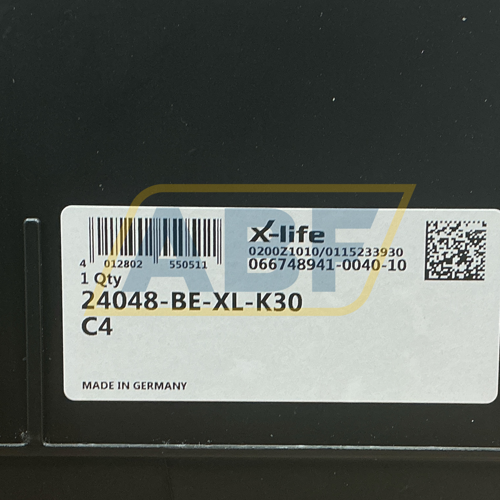 X-life
0200Z1010/0115233930
066748941-0040-10
4 012802 550511
1 Qty
24048-BE-XL-K30
C4
MADE IN GERMANY
ABF